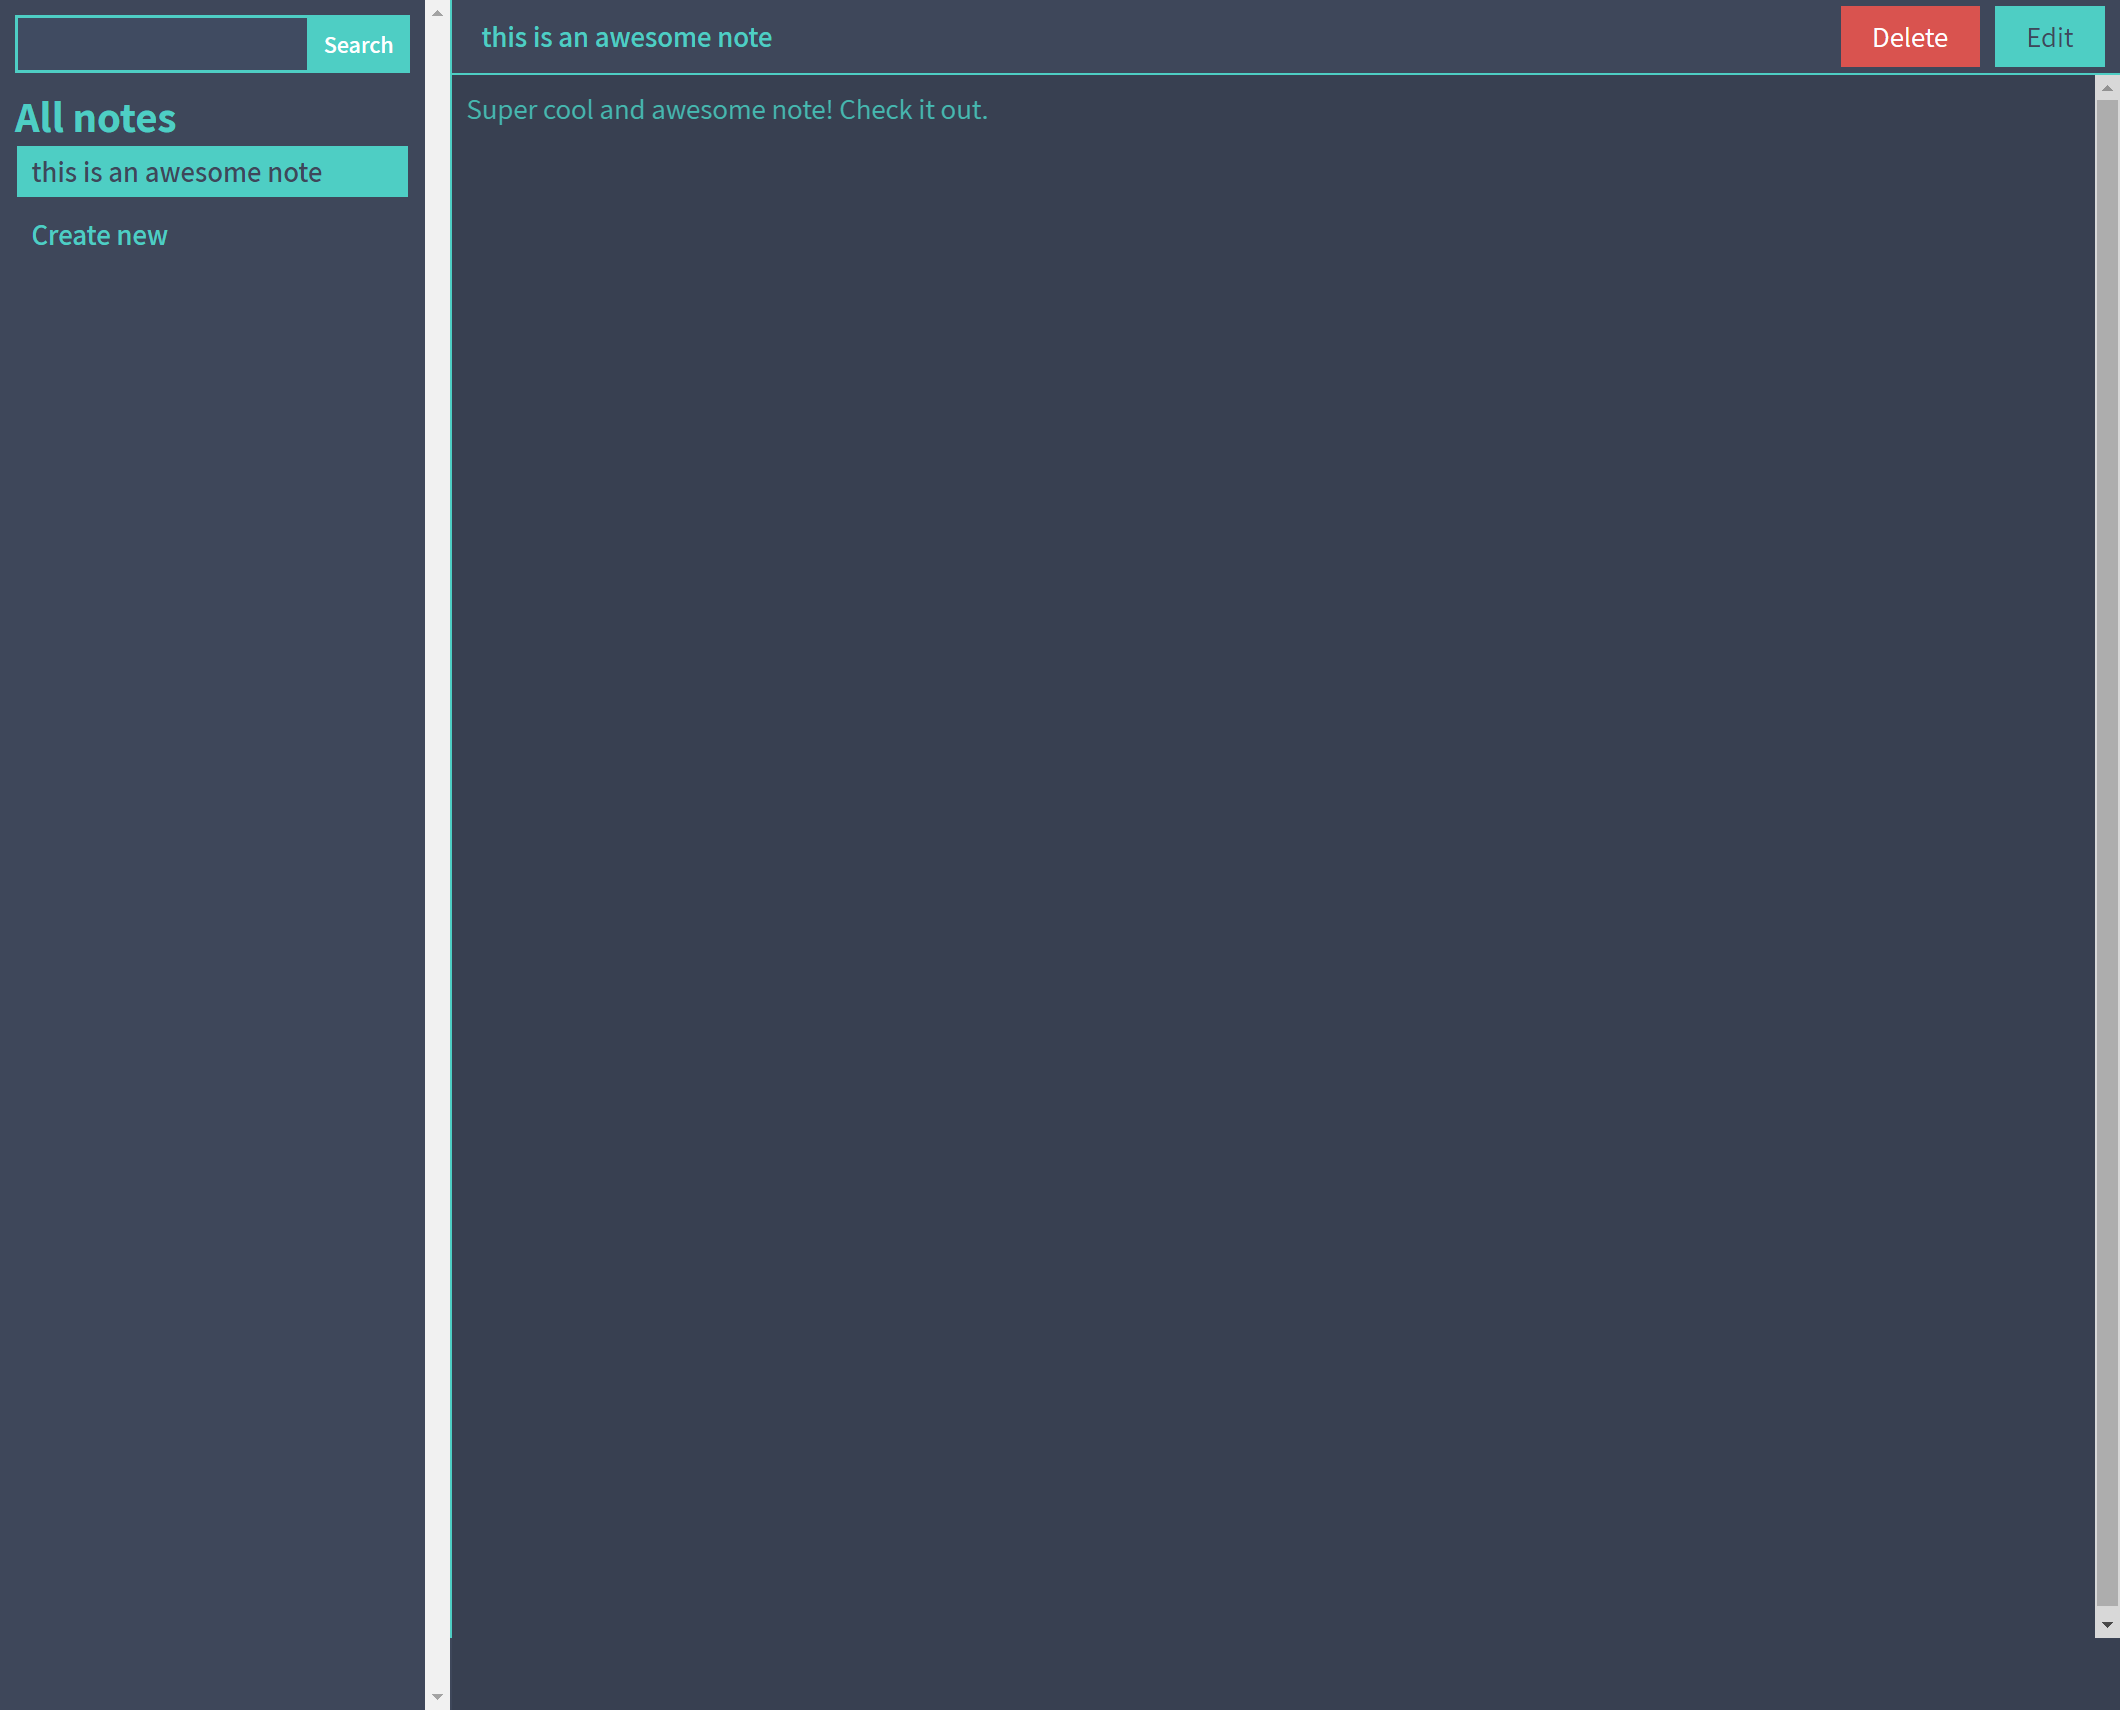 Search
All notes
this is an awesome note
Create new
this is an awesome note
Delete
Edit
Super cool and awesome note! Check it out.